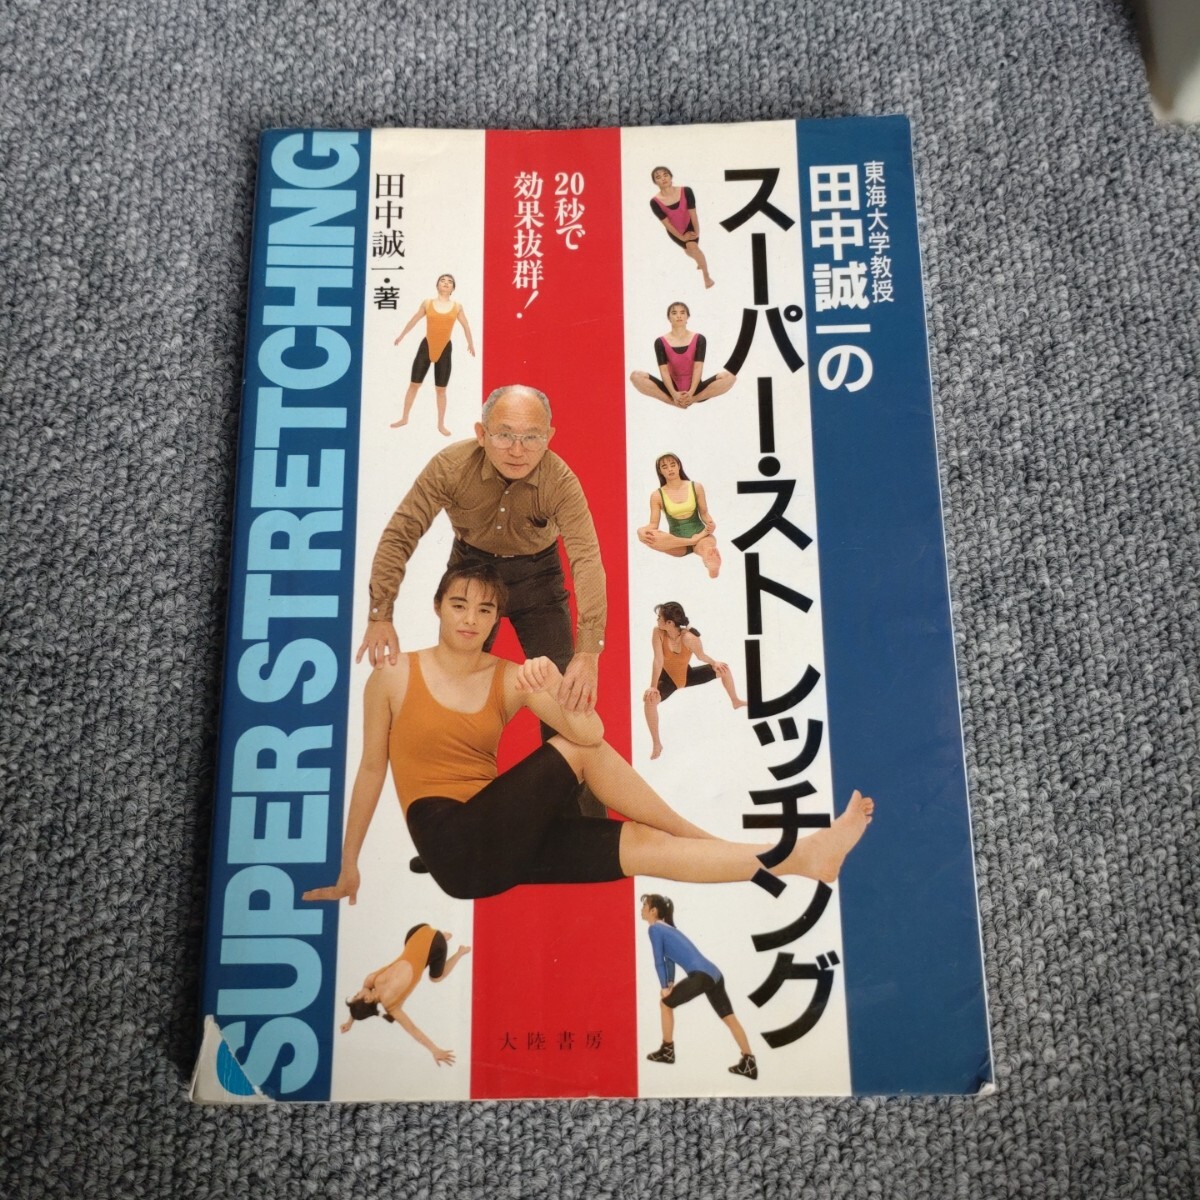 東海大学教授
田中誠一の
スーパー・ストレッチング
20秒で
効果抜群!
田中誠一・著
SUPER STRETCHING
大陸書房